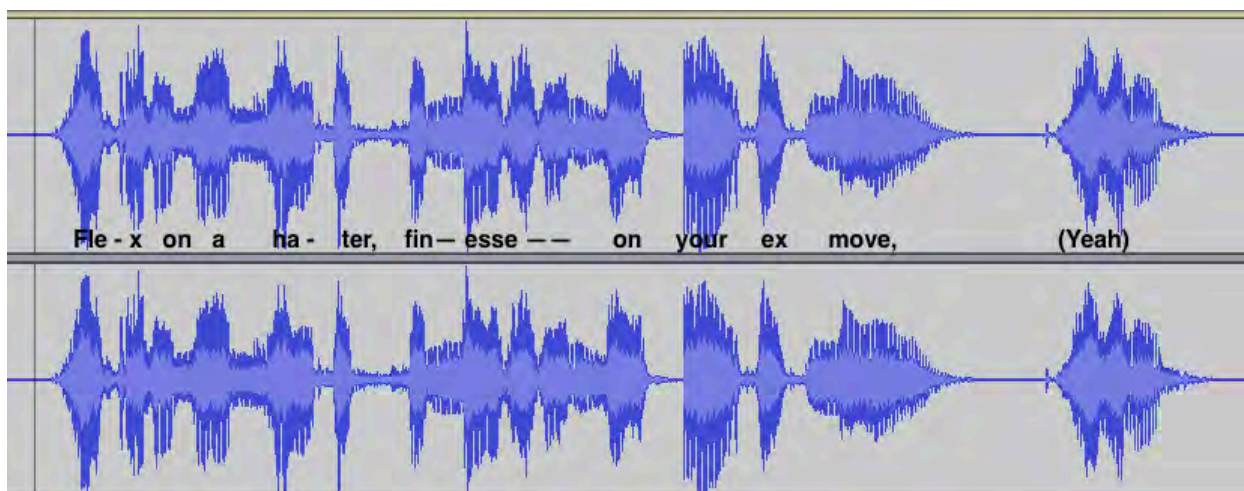 Fle - x on a ha - ter, fin— esse —— on your ex move, (Yeah)